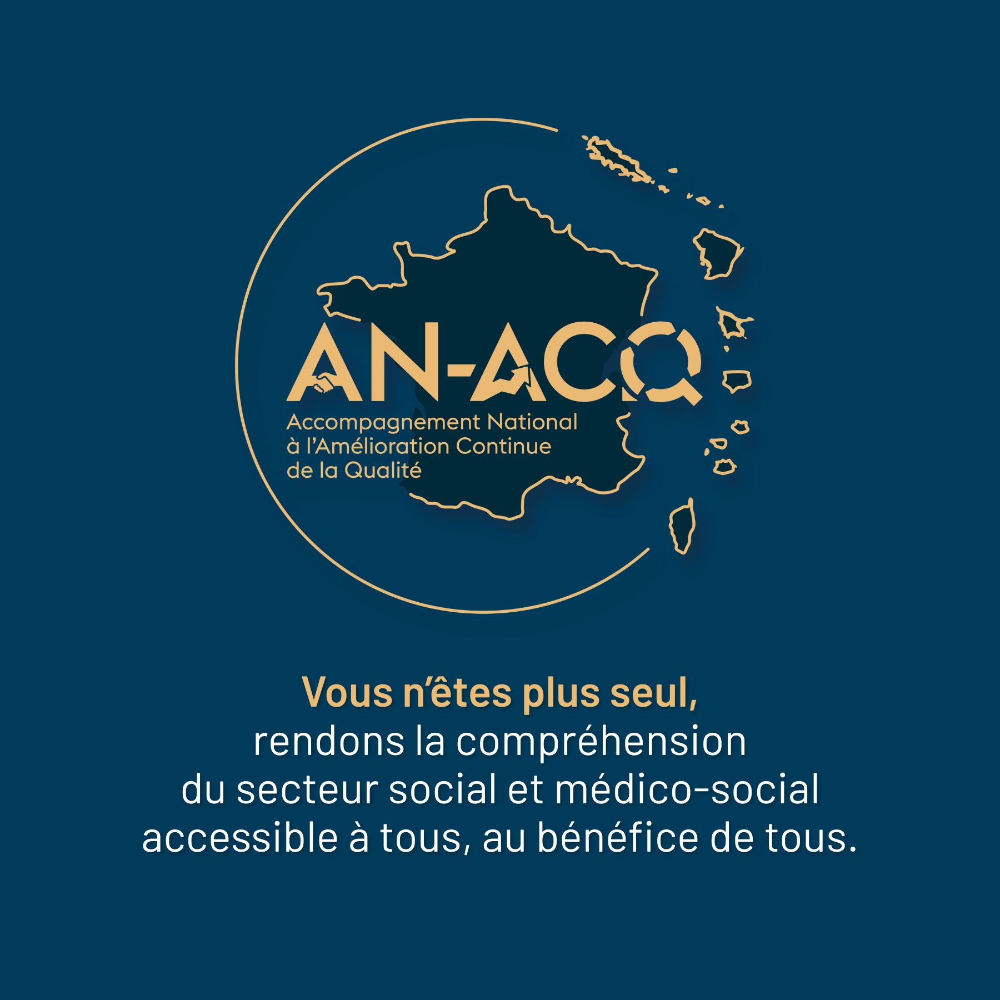 AN-ACQ
Accompagnement National
à l'Amélioration Continue
de la Qualité
Vous n'êtes plus seul,
rendons la compréhension
du secteur social et médico-social
accessible à tous, au bénéfice de tous.